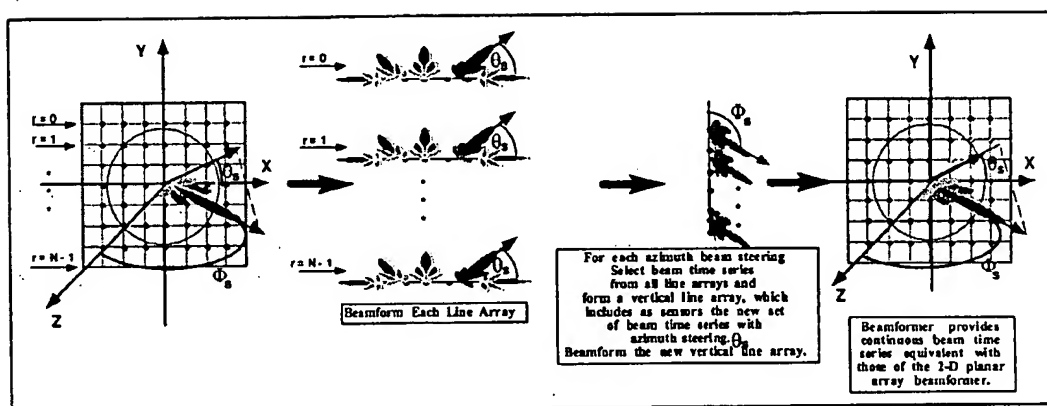 Y
r=0
r=1
X
θs
r=N-1
Φs
Z
r=0
θs
r=1
θs
r=N-1
θs
Beamform Each Line Array
Φs
For each azimuth beam steering
Select beam time series
from all line arrays and
form a vertical line array, which
includes as sensors the new set
of beam time series with
azimuth steering. θs
Beamform the new vertical line array.
Y
X
θs
Φs
Z
Beamformer provides
continuous beam time
series equivalent with
those of the 2-D planar
array beamformer.